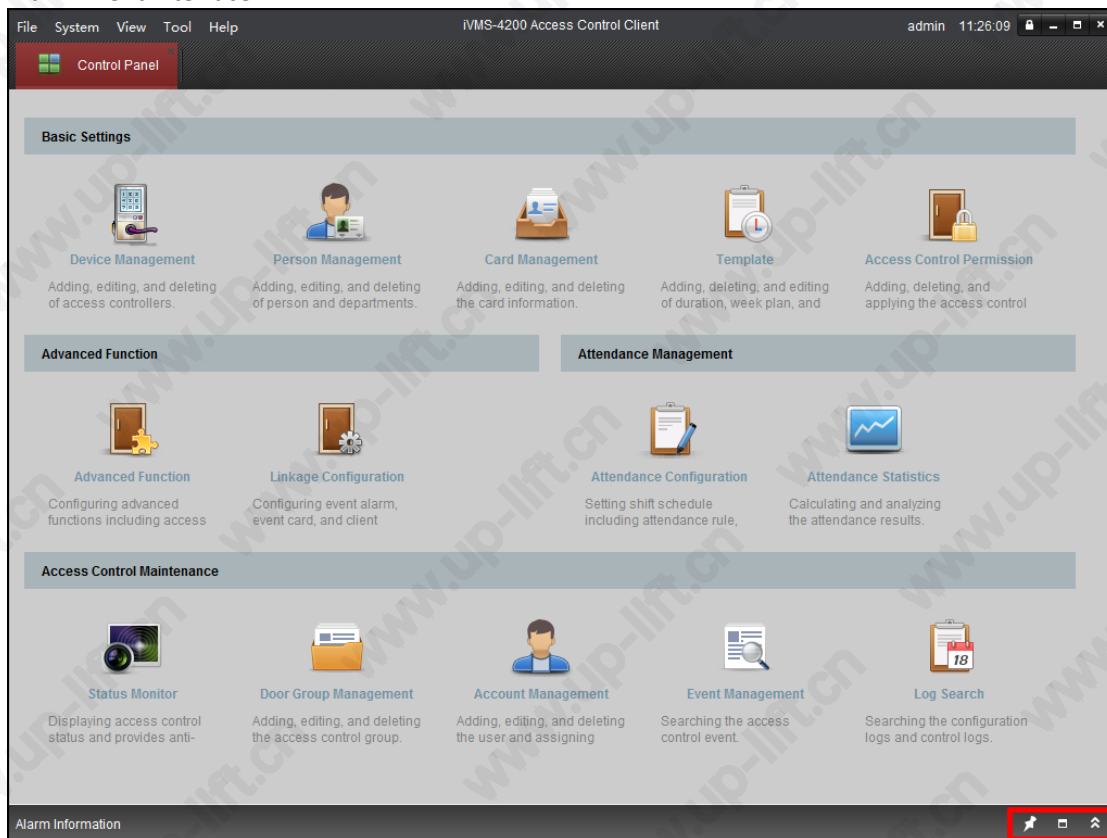 File System View Tool Help iVMS-4200 Access Control Client admin 11:26:09
Control Panel
Basic Settings
Device Management Person Management Card Management Template Access Control Permission
Adding, editing, and deleting Adding, editing, and deleting Adding, editing, and deleting Adding, deleting, and editing Adding, deleting, and
of access controllers. of person and departments. the card information. of duration, week plan, and applying the access control
Advanced Function Attendance Management
Advanced Function Linkage Configuration Attendance Configuration Attendance Statistics
Configuring advanced Configuring event alarm, Setting shift schedule Calculating and analyzing
functions including access event card, and client including attendance rule, the attendance results.
Access Control Maintenance
18
Status Monitor Door Group Management Account Management Event Management Log Search
Displaying access control Adding, editing, and deleting Adding, editing, and deleting Searching the access Searching the configuration
status and provides anti- the access control group. the user and assigning control event. logs and control logs.
Alarm Information
www.up-lift.cn